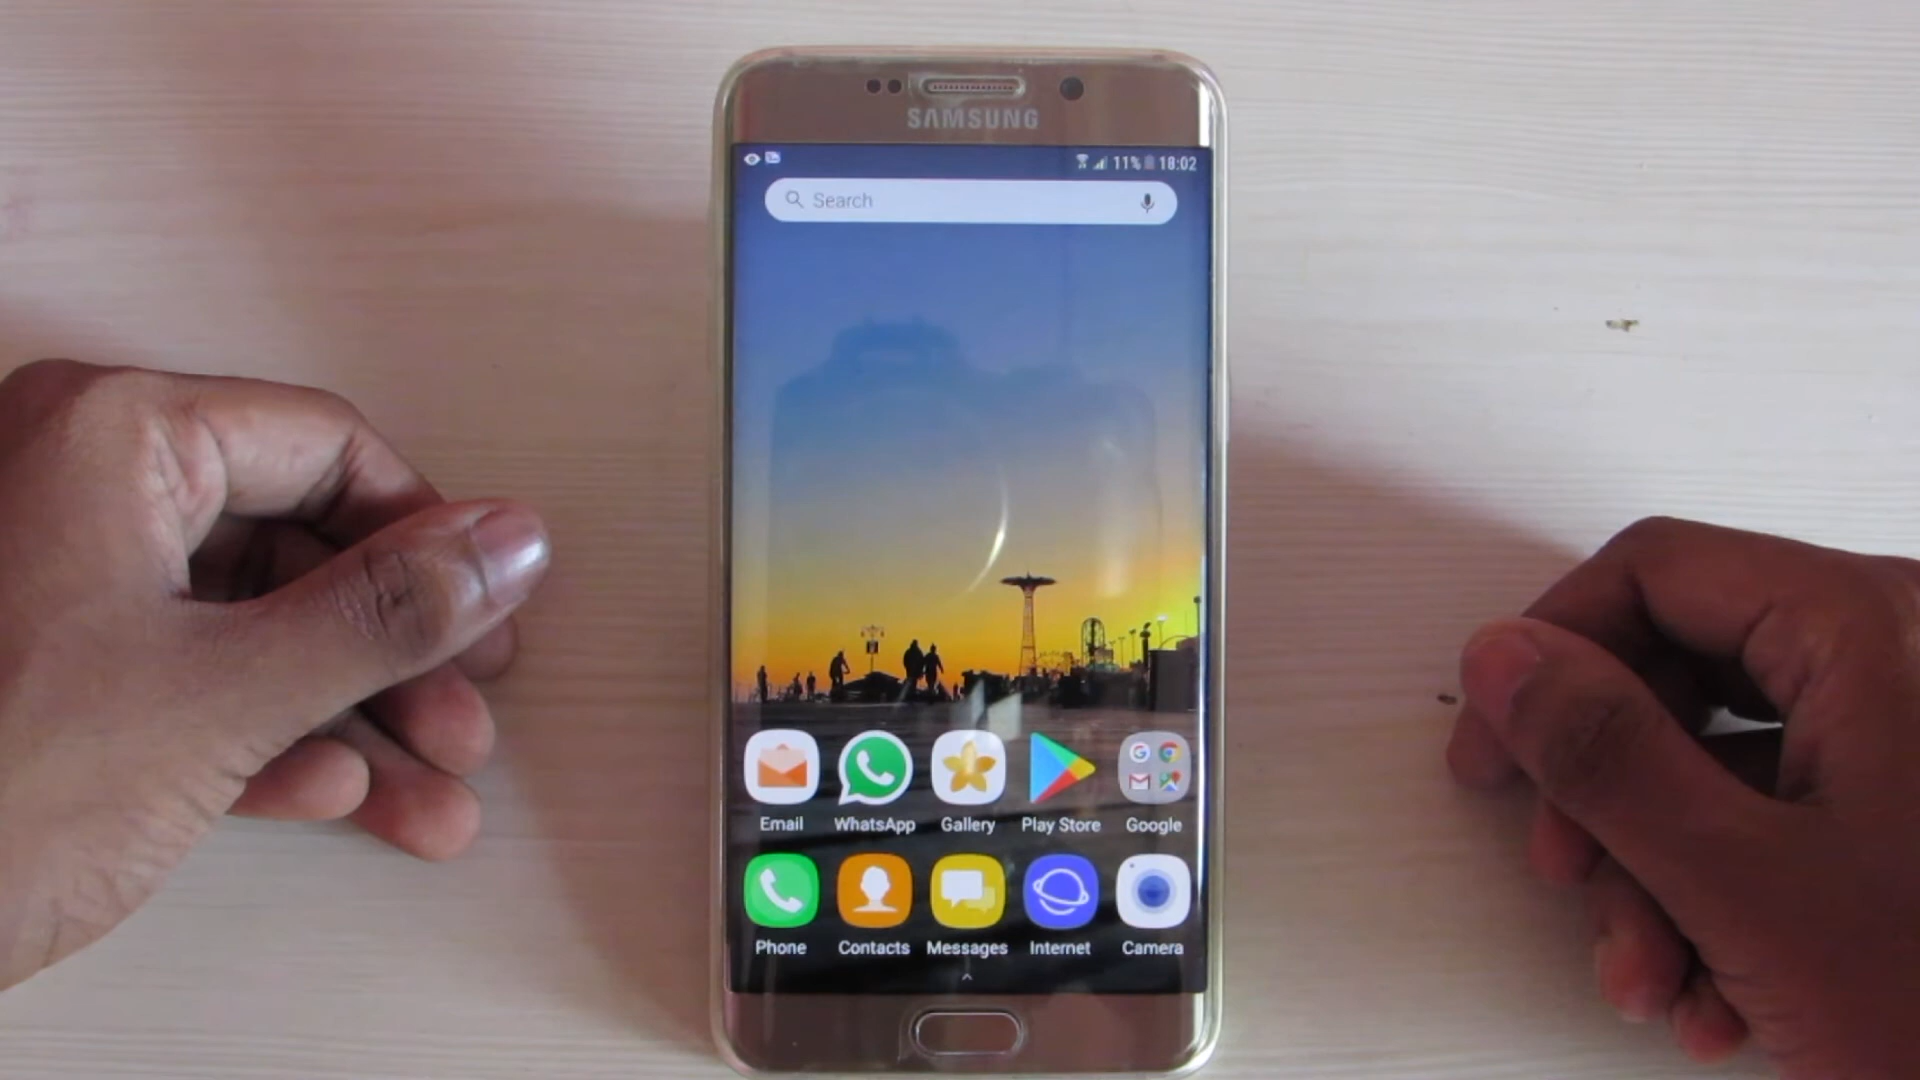 SAMSUNG
11% 18:02
Search
Email WhatsApp Gallery Play Store Google
Phone Contacts Messages Internet Camera